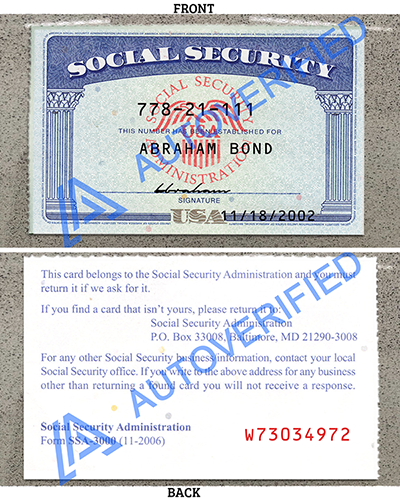 FRONT
SOCIAL SECURITY
SOCIAL SECURITY
778-21-111
THIS NUMBER HAS BEEN ESTABLISHED FOR
ABRAHAM BOND
ADMINISTRATION
Abraham
SIGNATURE
USA 11/18/2002
AUTOVERIFIED
This card belongs to the Social Security Administration and you must
return it if we ask for it.
If you find a card that isn't yours, please return it to:
Social Security Administration
P.O. Box 33008, Baltimore, MD 21290-3008
For any other Social Security business/information, contact your local
Social Security office. If you write to the above address for any business
other than returning a found card you will not receive a response.
Social Security Administration
Form SSA-3000 (11-2006)
W73034972
AUTOVERIFIED
BACK